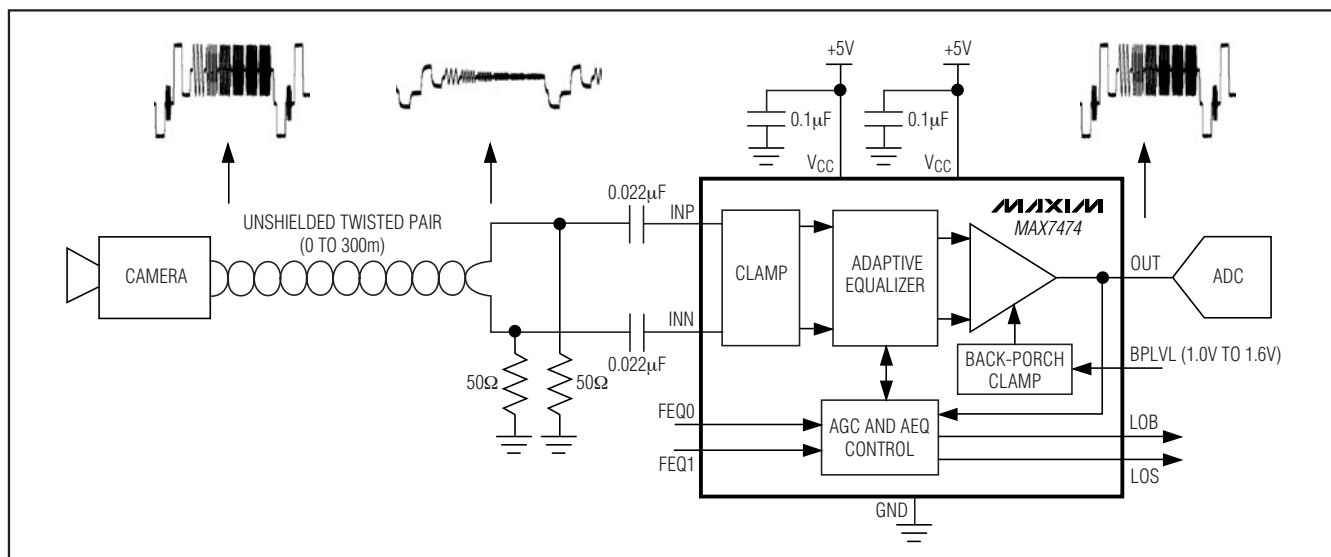 +5V
+5V
0.1μF
0.1μF
VCC
VCC
0.022μF
INP
MAXIM
MAX7474
UNSHIELDED TWISTED PAIR
(0 TO 300m)
CAMERA
CLAMP
ADAPTIVE
EQUALIZER
OUT
ADC
INN
0.022μF
BACK-PORCH
CLAMP
BPLVL (1.0V TO 1.6V)
50Ω
50Ω
FEQ0
FEQ1
AGC AND AEQ
CONTROL
LOB
LOS
GND